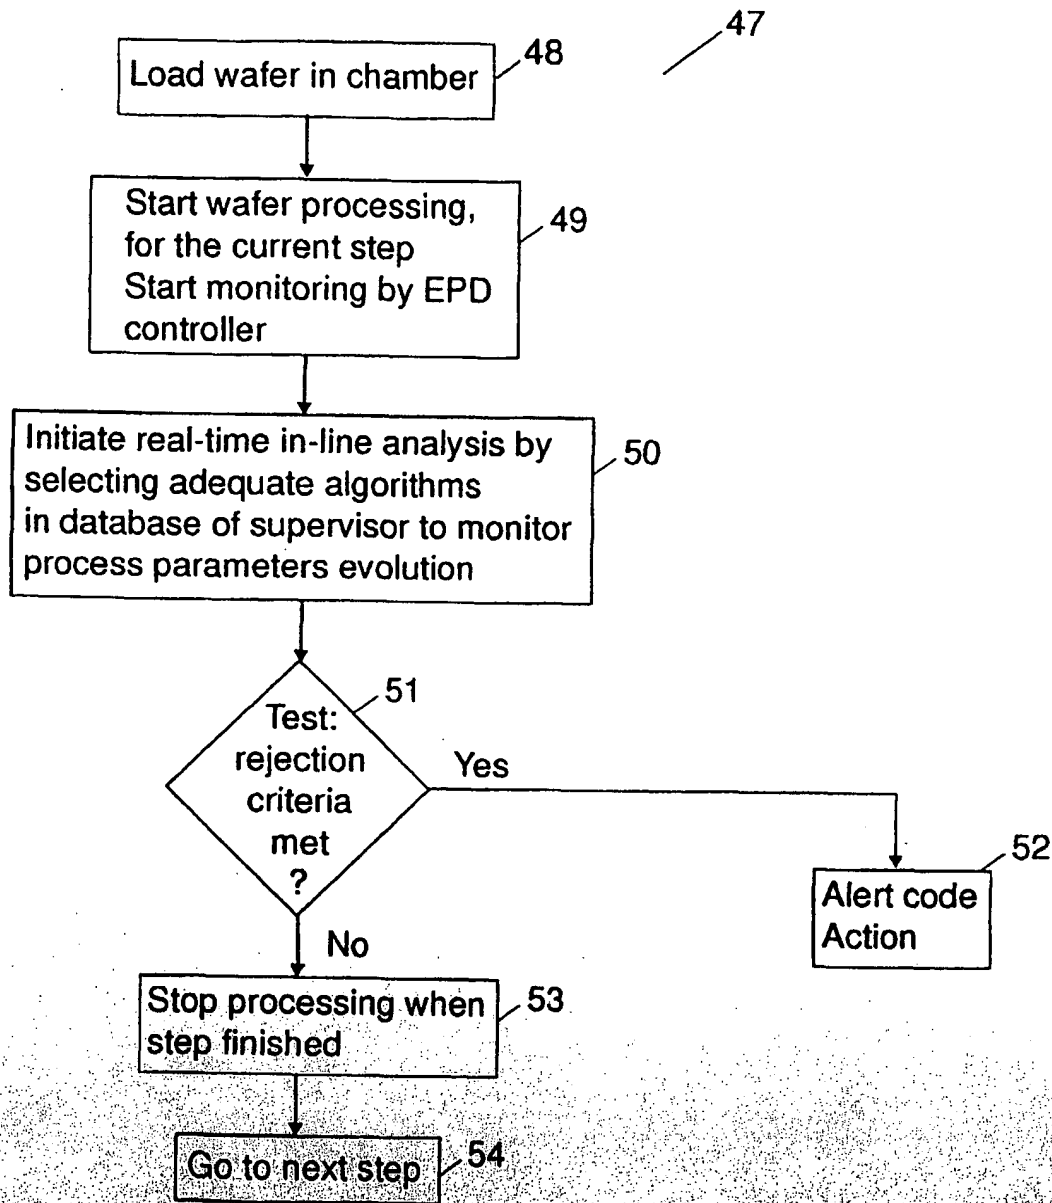 47
Load wafer in chamber
48
Start wafer processing,
for the current step
Start monitoring by EPD
controller
49
Initiate real-time in-line analysis by
selecting adequate algorithms
in database of supervisor to monitor
process parameters evolution
50
Test:
rejection
criteria
met
?
51
Yes
52
Alert code
Action
No
Stop processing when
step finished
53
Go to next step
54